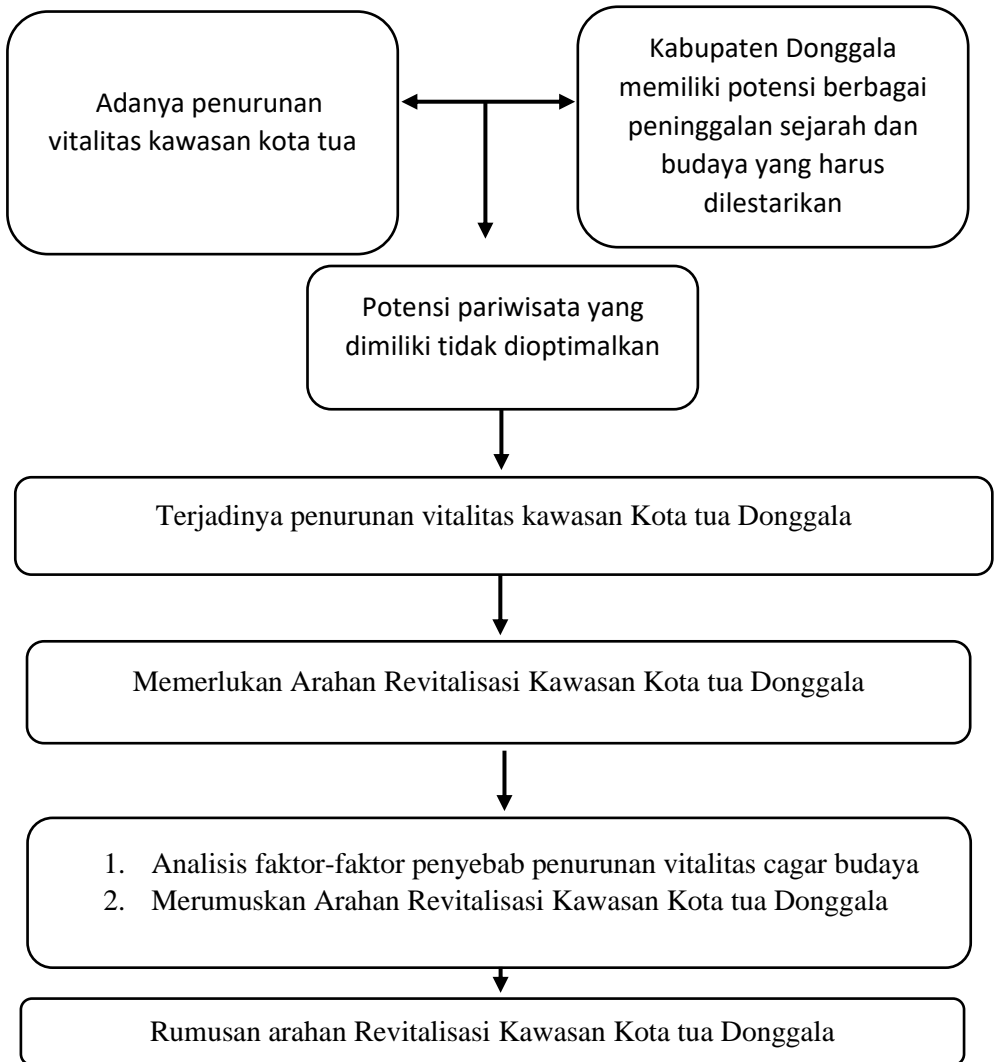 Adanya penurunan
vitalitas kawasan kota tua
Kabupaten Donggala
memiliki potensi berbagai
peninggalan sejarah dan
budaya yang harus
dilestarikan
Potensi pariwisata yang
dimiliki tidak dioptimalkan
Terjadinya penurunan vitalitas kawasan Kota tua Donggala
Memerlukan Arahan Revitalisasi Kawasan Kota tua Donggala
1. Analisis faktor-faktor penyebab penurunan vitalitas cagar budaya
2. Merumuskan Arahan Revitalisasi Kawasan Kota tua Donggala
Rumusan arahan Revitalisasi Kawasan Kota tua Donggala